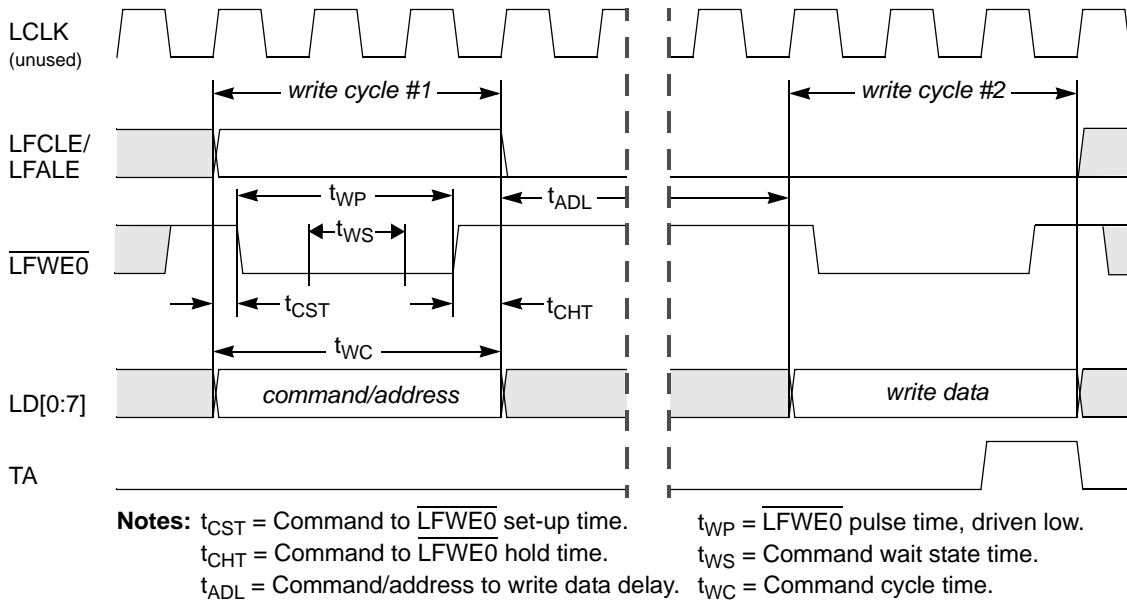 LCLK
(unused)
write cycle #1
write cycle #2
LFCLE/
LFALE
tWP
tADL
tWS
LFWE0
tCST
tCHT
tWC
LD[0:7]
command/address
write data
TA
Notes: tCST = Command to LFWE0 set-up time.
tWP = LFWE0 pulse time, driven low.
tCHT = Command to LFWE0 hold time.
tWS = Command wait state time.
tADL = Command/address to write data delay.
tWC = Command cycle time.